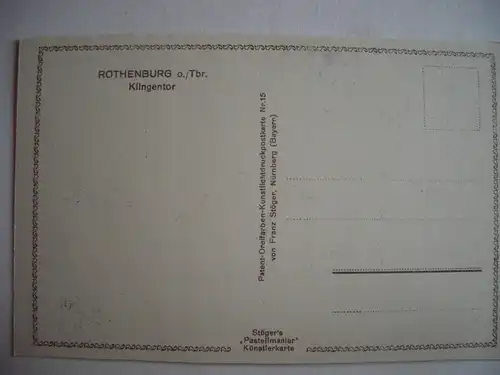 ROTHENBURG o./Tbr.
Klingentor
Patent-Dreifarben-Kunstlichtdruckpostkarte Nr. 15
von Franz Stöger, Nürnberg (Bayern)
Stöger's
„Pastellmanier"
Künstlerkarte